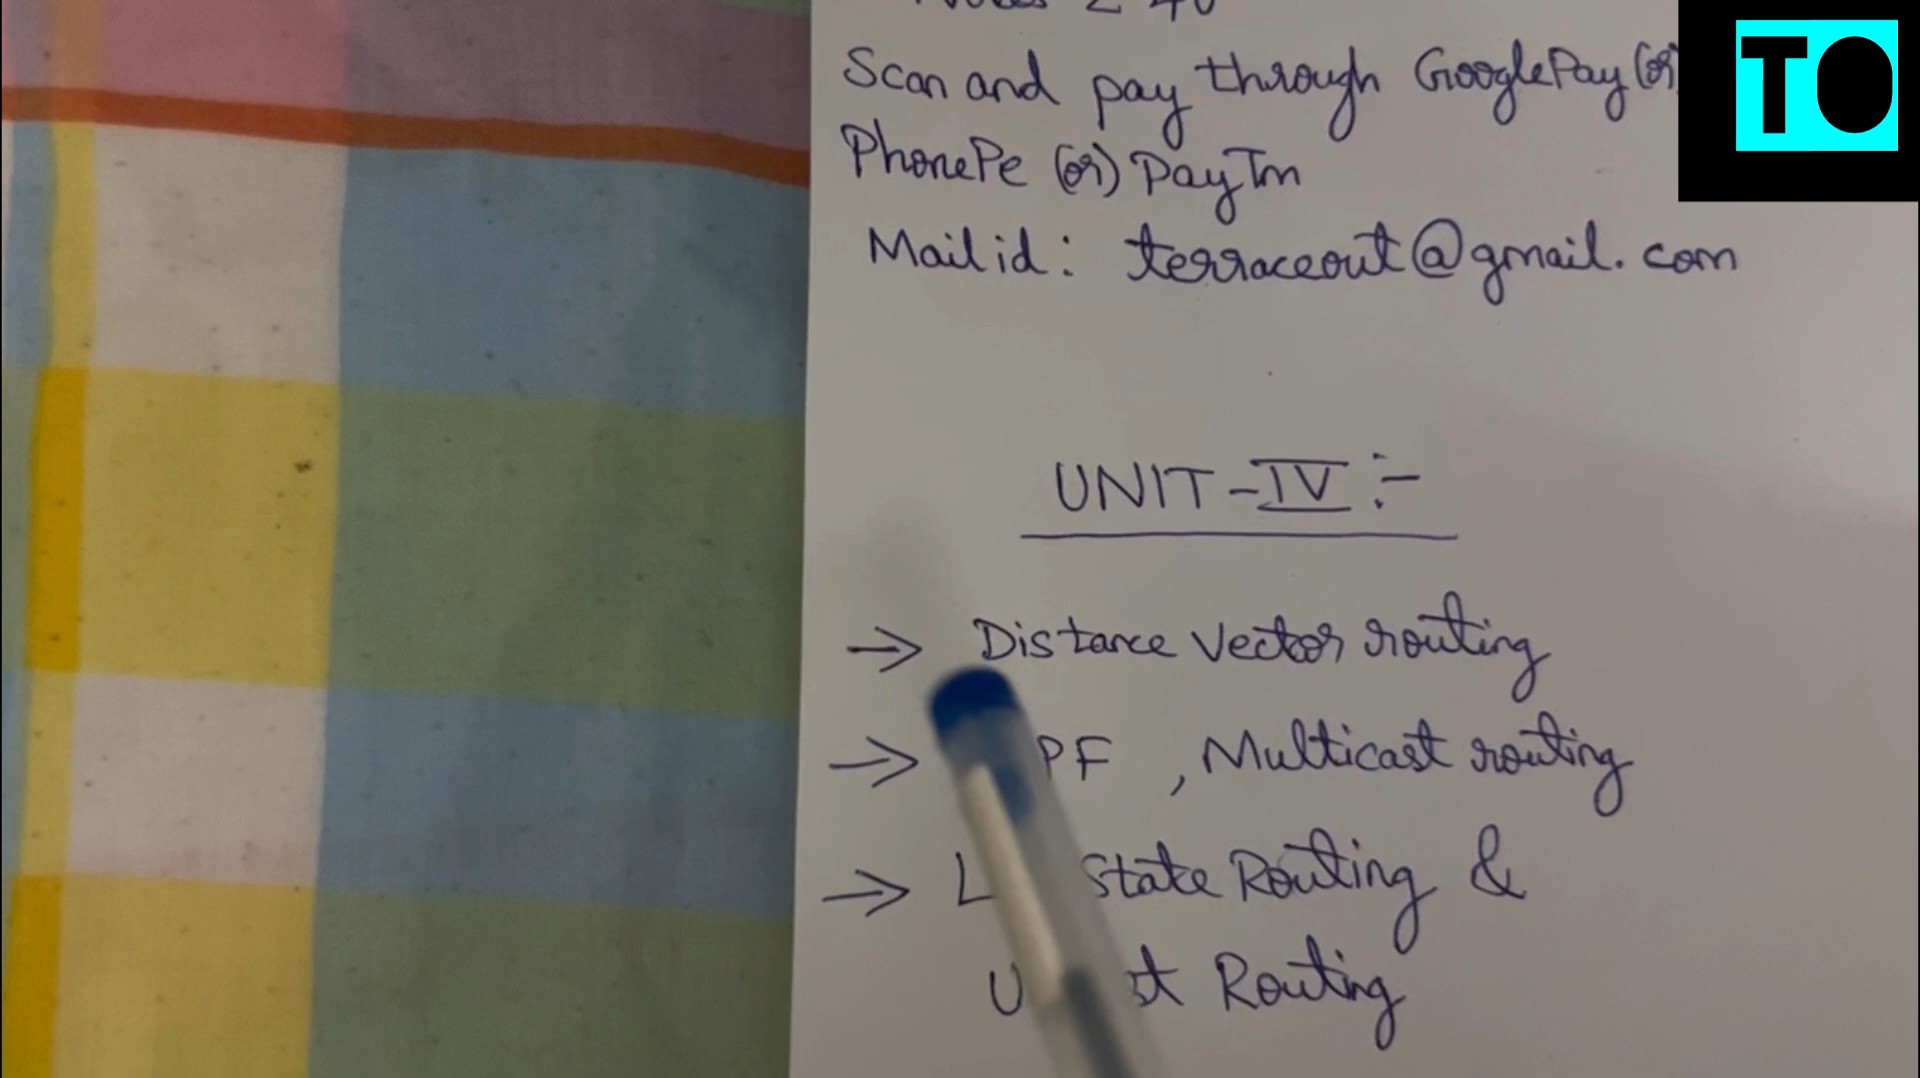 TO
Scan and pay through GooglePay (or)
PhonePe (or) PayTm
Mail id : terraceout@gmail.com
UNIT - IV :-
→ Distance Vector routing
→ PF , Multicast routing
→ State Routing &
Routing